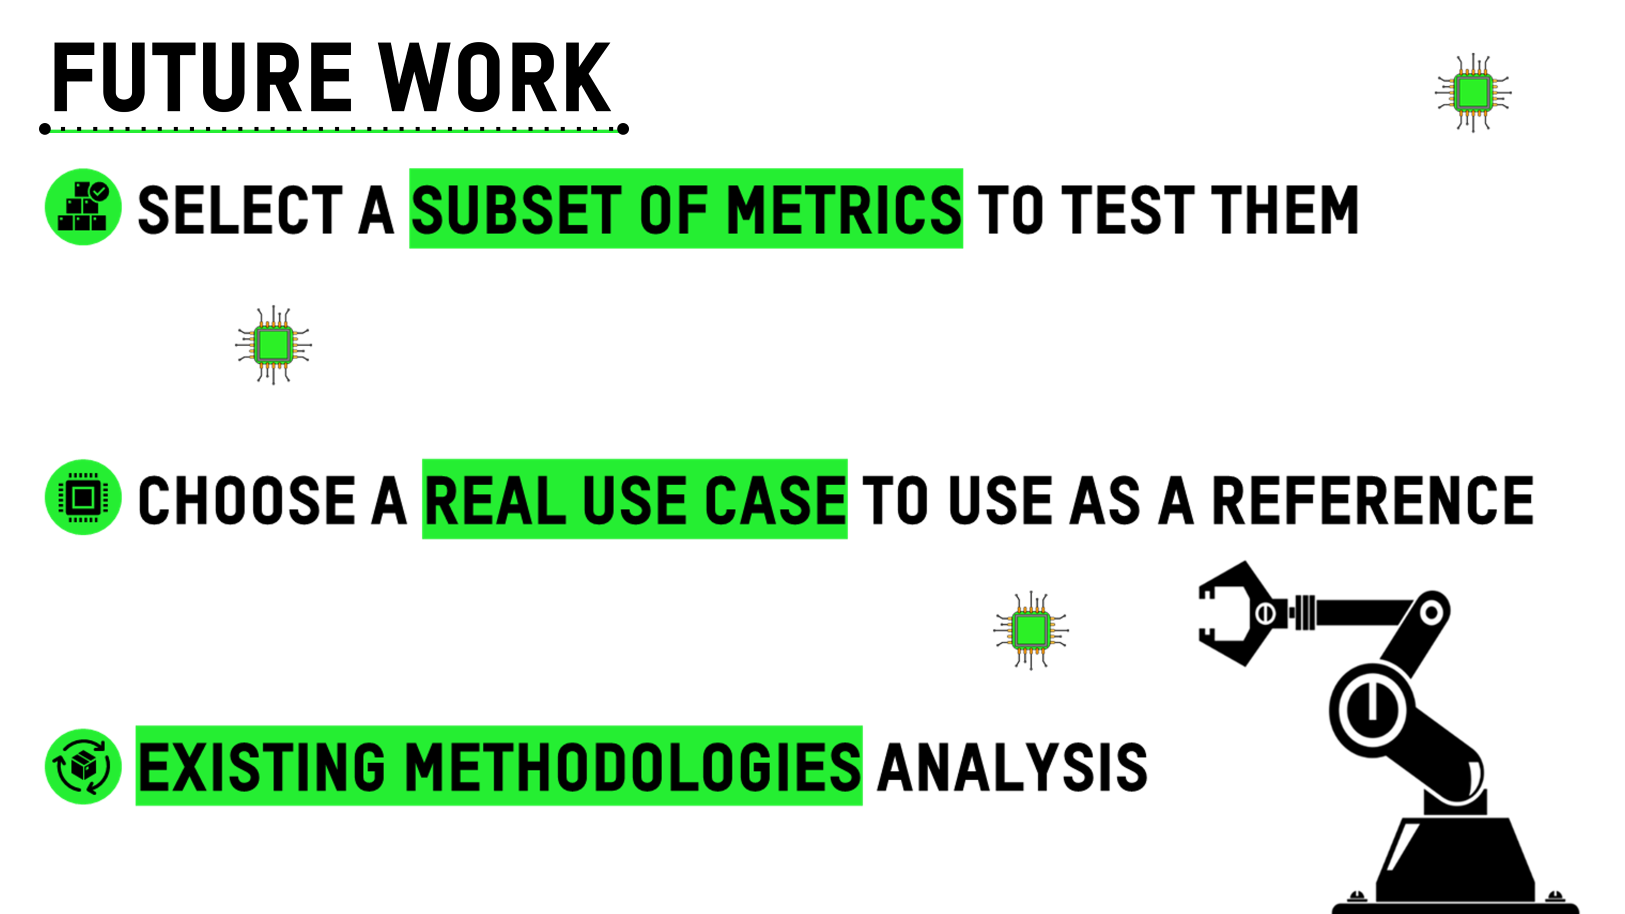 FUTURE WORK
SELECT A SUBSET OF METRICS TO TEST THEM
CHOOSE A REAL USE CASE TO USE AS A REFERENCE
EXISTING METHODOLOGIES ANALYSIS